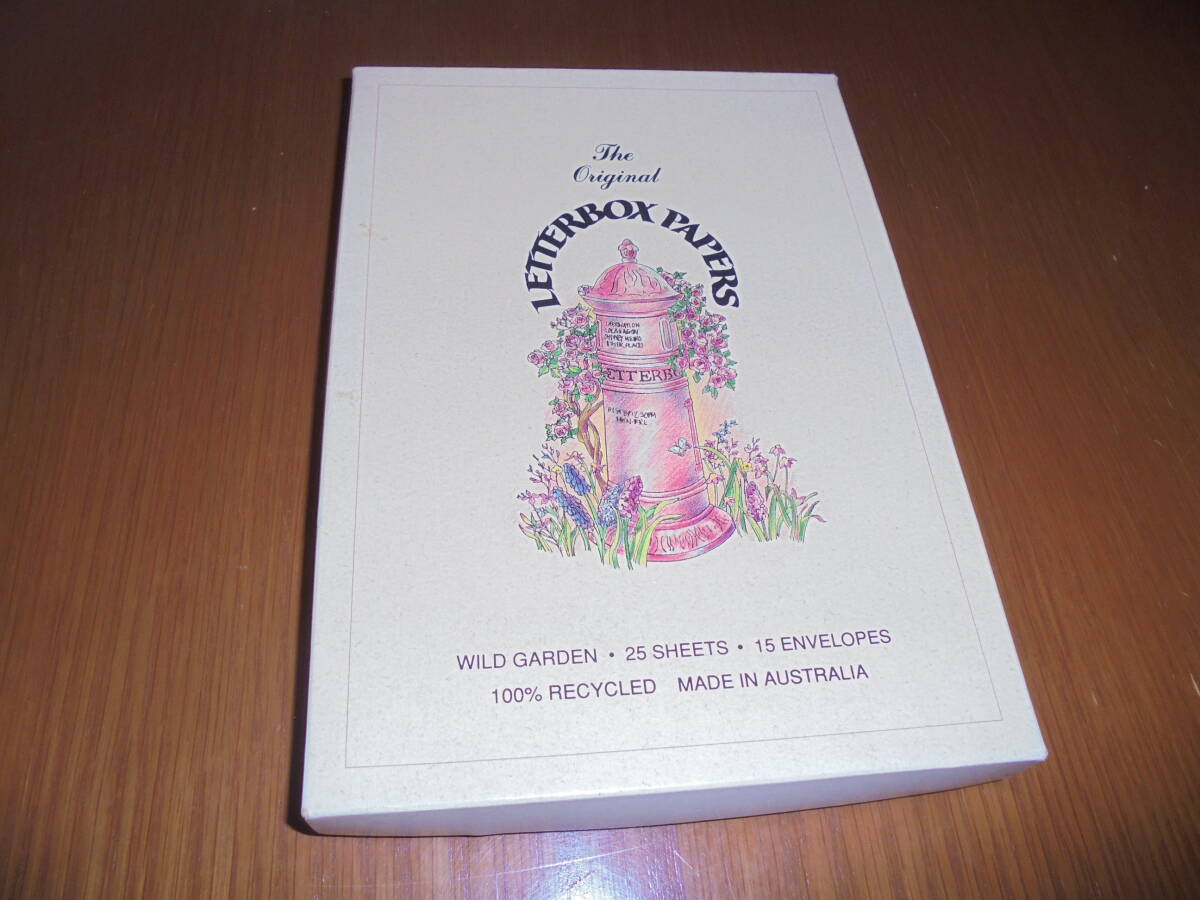 The
Original
LETTERBOX PAPERS
LETTERBO
WILD GARDEN • 25 SHEETS • 15 ENVELOPES
100% RECYCLED MADE IN AUSTRALIA